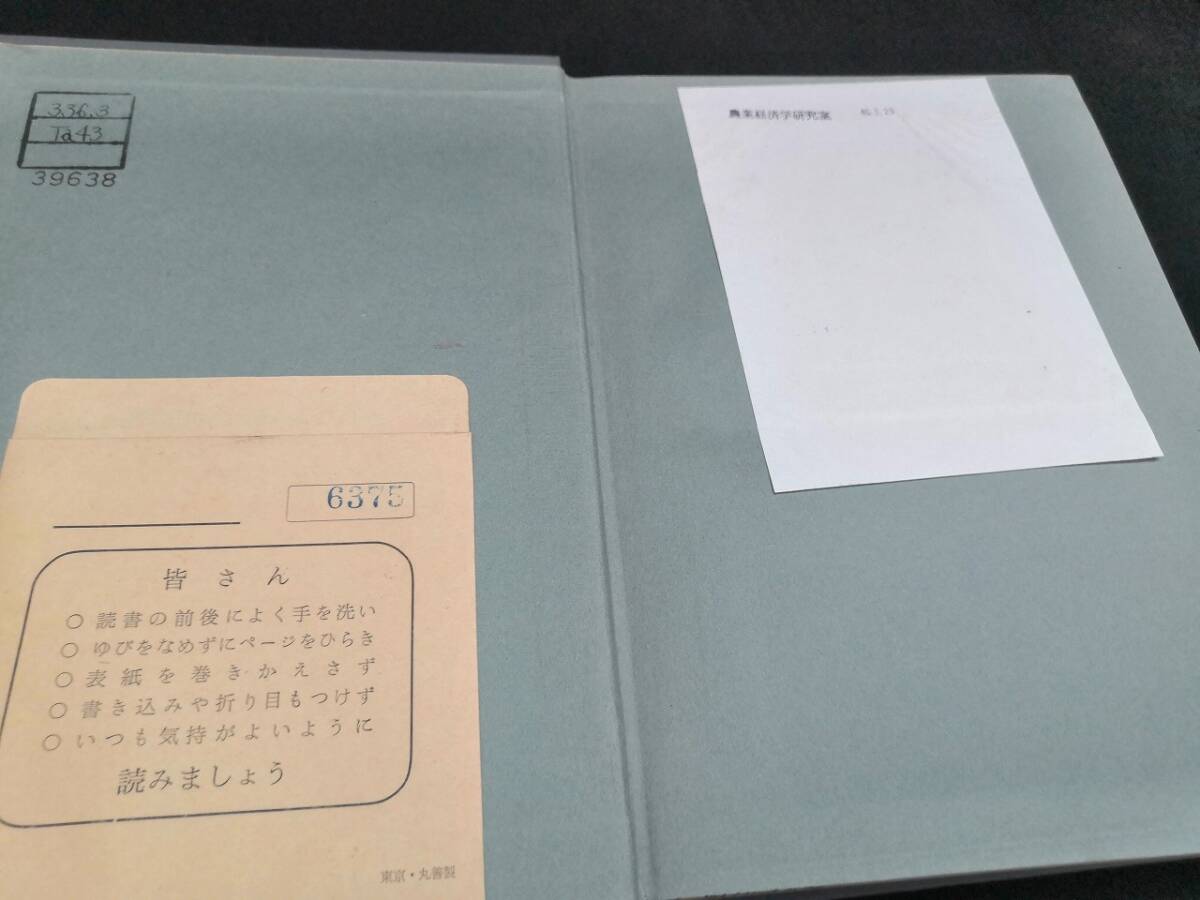 336.3
Ta43
39638
農業経済学研究室
6375
皆さん
○ 読書の前後によく手を洗い
○ ゆびをなめずにページをひらき
○ 表紙を巻きかえさず
○ 書き込みや折り目もつけず
○ いつも気持がよいように
読みましょう
東京・丸善製